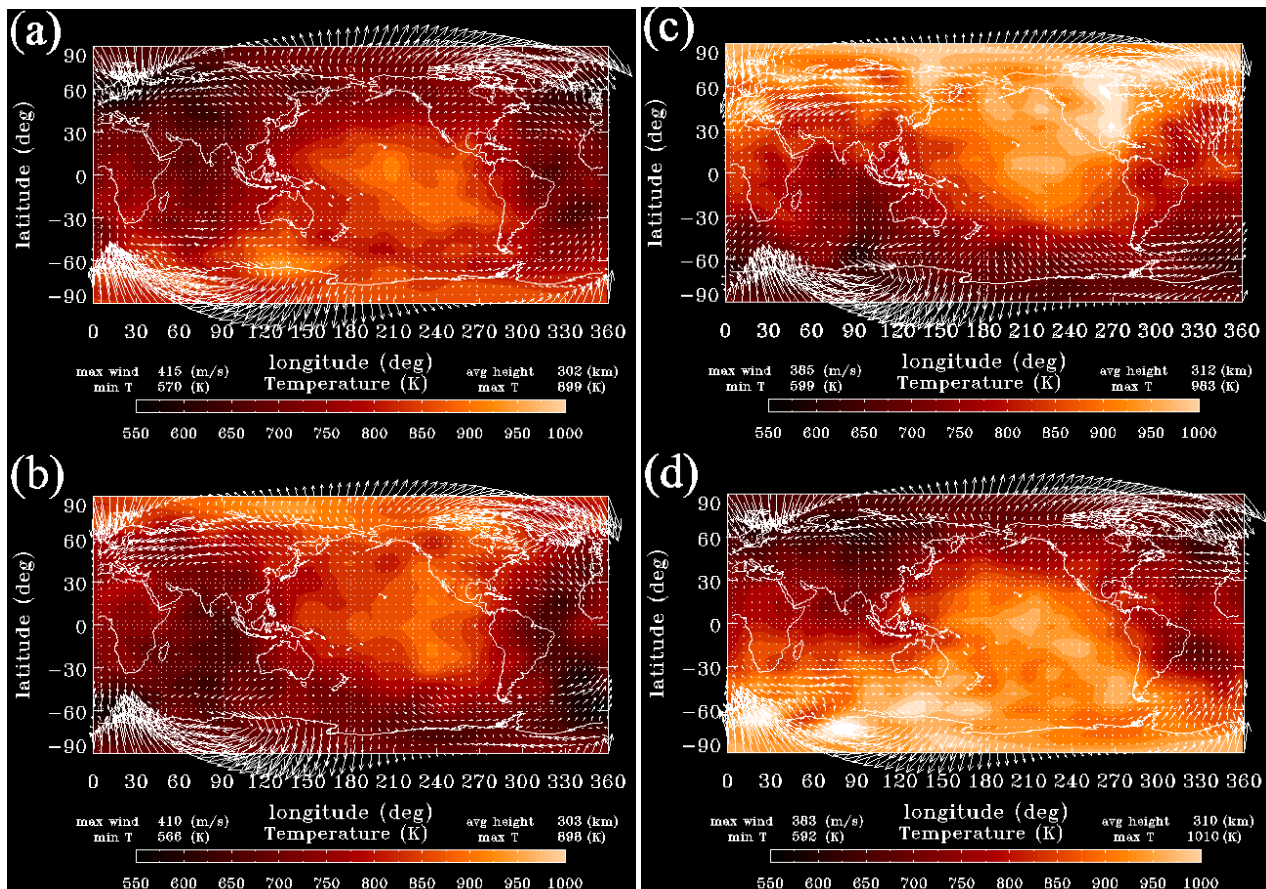 (a)
latitude (deg)
90
60
30
0
−30
−60
−90
0 30 60 90 120 150 180 210 240 270 300 330 360
longitude (deg)
max wind 415 (m/s) avg height 302 (km)
min T 570 (K) Temperature (K) max T 899 (K)
550 600 650 700 750 800 850 900 950 1000
(c)
latitude (deg)
90
60
30
0
−30
−60
−90
0 30 60 90 120 150 180 210 240 270 300 330 360
longitude (deg)
max wind 385 (m/s) avg height 312 (km)
min T 599 (K) Temperature (K) max T 983 (K)
550 600 650 700 750 800 850 900 950 1000
(b)
latitude (deg)
90
60
30
0
−30
−60
−90
0 30 60 90 120 150 180 210 240 270 300 330 360
longitude (deg)
max wind 410 (m/s) avg height 303 (km)
min T 566 (K) Temperature (K) max T 898 (K)
550 600 650 700 750 800 850 900 950 1000
(d)
latitude (deg)
90
60
30
0
−30
−60
−90
0 30 60 90 120 150 180 210 240 270 300 330 360
longitude (deg)
max wind 383 (m/s) avg height 310 (km)
min T 592 (K) Temperature (K) max T 1010 (K)
550 600 650 700 750 800 850 900 950 1000